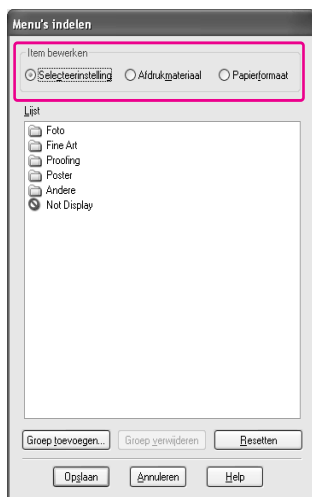 Menu's indelen
Item bewerken
Selecteerinstelling Afdrukmateriaal Papierformaat
Lijst
Foto
Fine Art
Proofing
Poster
Andere
Not Display
Groep toevoegen... Groep verwijderen Resetten
Opslaan Annuleren Help